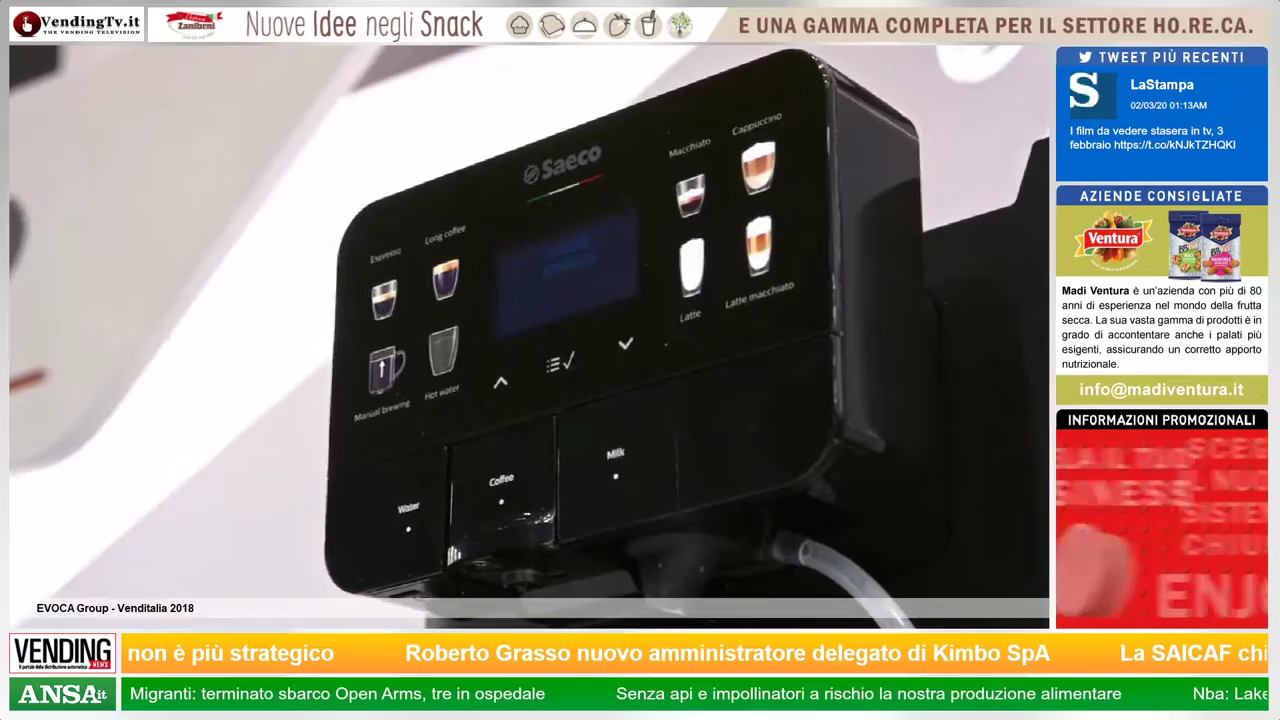 VendingTv.it
THE VENDING TELEVISION
Zaniboni
Nuove Idee negli Snack
E UNA GAMMA COMPLETA PER IL SETTORE HO.RE.CA.
Saeco
Espresso
Long coffee
Macchiato
Cappuccino
Manual brewing
Hot water
Latte
Latte macchiato
Water
Coffee
Milk
EVOCA Group - Venditalia 2018
TWEET PIÙ RECENTI
S
LaStampa
02/03/20 01:13AM
I film da vedere stasera in tv, 3
febbraio https://t.co/kNJkTZHQKI
AZIENDE CONSIGLIATE
Ventura
Madi Ventura è un'azienda con più di 80
anni di esperienza nel mondo della frutta
secca. La sua vasta gamma di prodotti è in
grado di accontentare anche i palati più
esigenti, assicurando un corretto apporto
nutrizionale.
info@madiventura.it
INFORMAZIONI PROMOZIONALI
ENJO
VENDING
NEWS
Il portale della distribuzione automatica
non è più strategico
Roberto Grasso nuovo amministratore delegato di Kimbo SpA
La SAICAF chi
ANSA.it
Migranti: terminato sbarco Open Arms, tre in ospedale
Senza api e impollinatori a rischio la nostra produzione alimentare
Nba: Lake